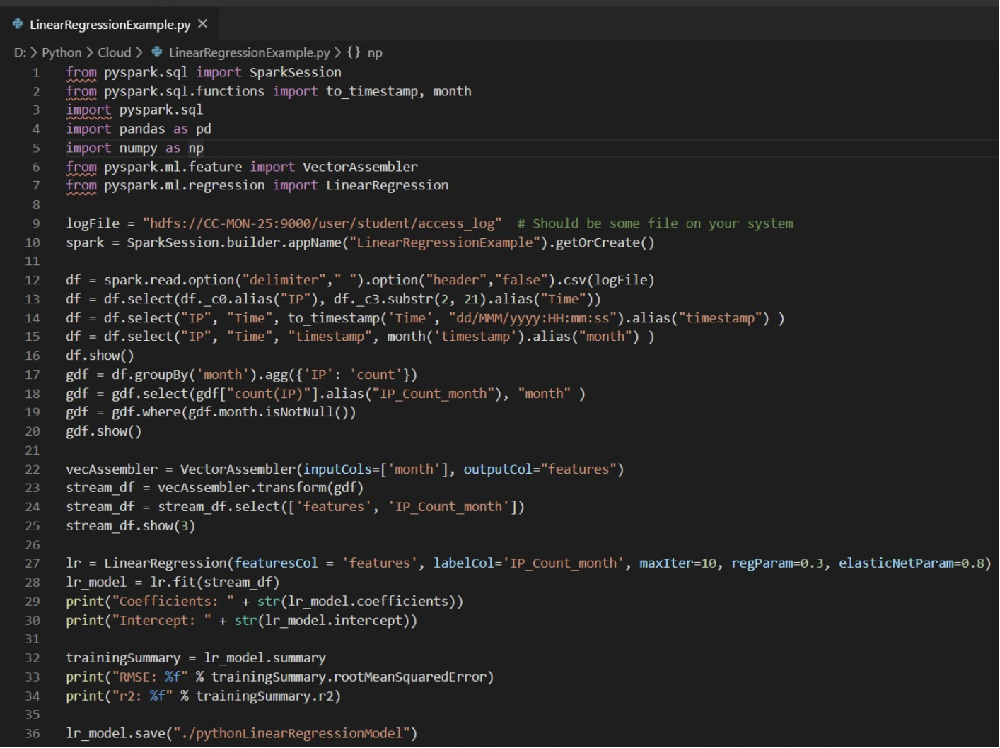 LinearRegressionExample.py ×
D: > Python > Cloud > LinearRegressionExample.py > {} np
1 from pyspark.sql import SparkSession
2 from pyspark.sql.functions import to_timestamp, month
3 import pyspark.sql
4 import pandas as pd
5 import numpy as np
6 from pyspark.ml.feature import VectorAssembler
7 from pyspark.ml.regression import LinearRegression
8
9 logFile = "hdfs://CC-MON-25:9000/user/student/access_log"  # Should be some file on your system
10 spark = SparkSession.builder.appName("LinearRegressionExample").getOrCreate()
11
12 df = spark.read.option("delimiter"," ").option("header","false").csv(logFile)
13 df = df.select(df._c0.alias("IP"), df._c3.substr(2, 21).alias("Time"))
14 df = df.select("IP", "Time", to_timestamp('Time', "dd/MMM/yyyy:HH:mm:ss").alias("timestamp") )
15 df = df.select("IP", "Time", "timestamp", month('timestamp').alias("month") )
16 df.show()
17 gdf = df.groupBy('month').agg({'IP': 'count'})
18 gdf = gdf.select(gdf["count(IP)"].alias("IP_Count_month"), "month" )
19 gdf = gdf.where(gdf.month.isNotNull())
20 gdf.show()
21
22 vecAssembler = VectorAssembler(inputCols=['month'], outputCol="features")
23 stream_df = vecAssembler.transform(gdf)
24 stream_df = stream_df.select(['features', 'IP_Count_month'])
25 stream_df.show(3)
26
27 lr = LinearRegression(featuresCol = 'features', labelCol='IP_Count_month', maxIter=10, regParam=0.3, elasticNetParam=0.8)
28 lr_model = lr.fit(stream_df)
29 print("Coefficients: " + str(lr_model.coefficients))
30 print("Intercept: " + str(lr_model.intercept))
31
32 trainingSummary = lr_model.summary
33 print("RMSE: %f" % trainingSummary.rootMeanSquaredError)
34 print("r2: %f" % trainingSummary.r2)
35
36 lr_model.save("./pythonLinearRegressionModel")